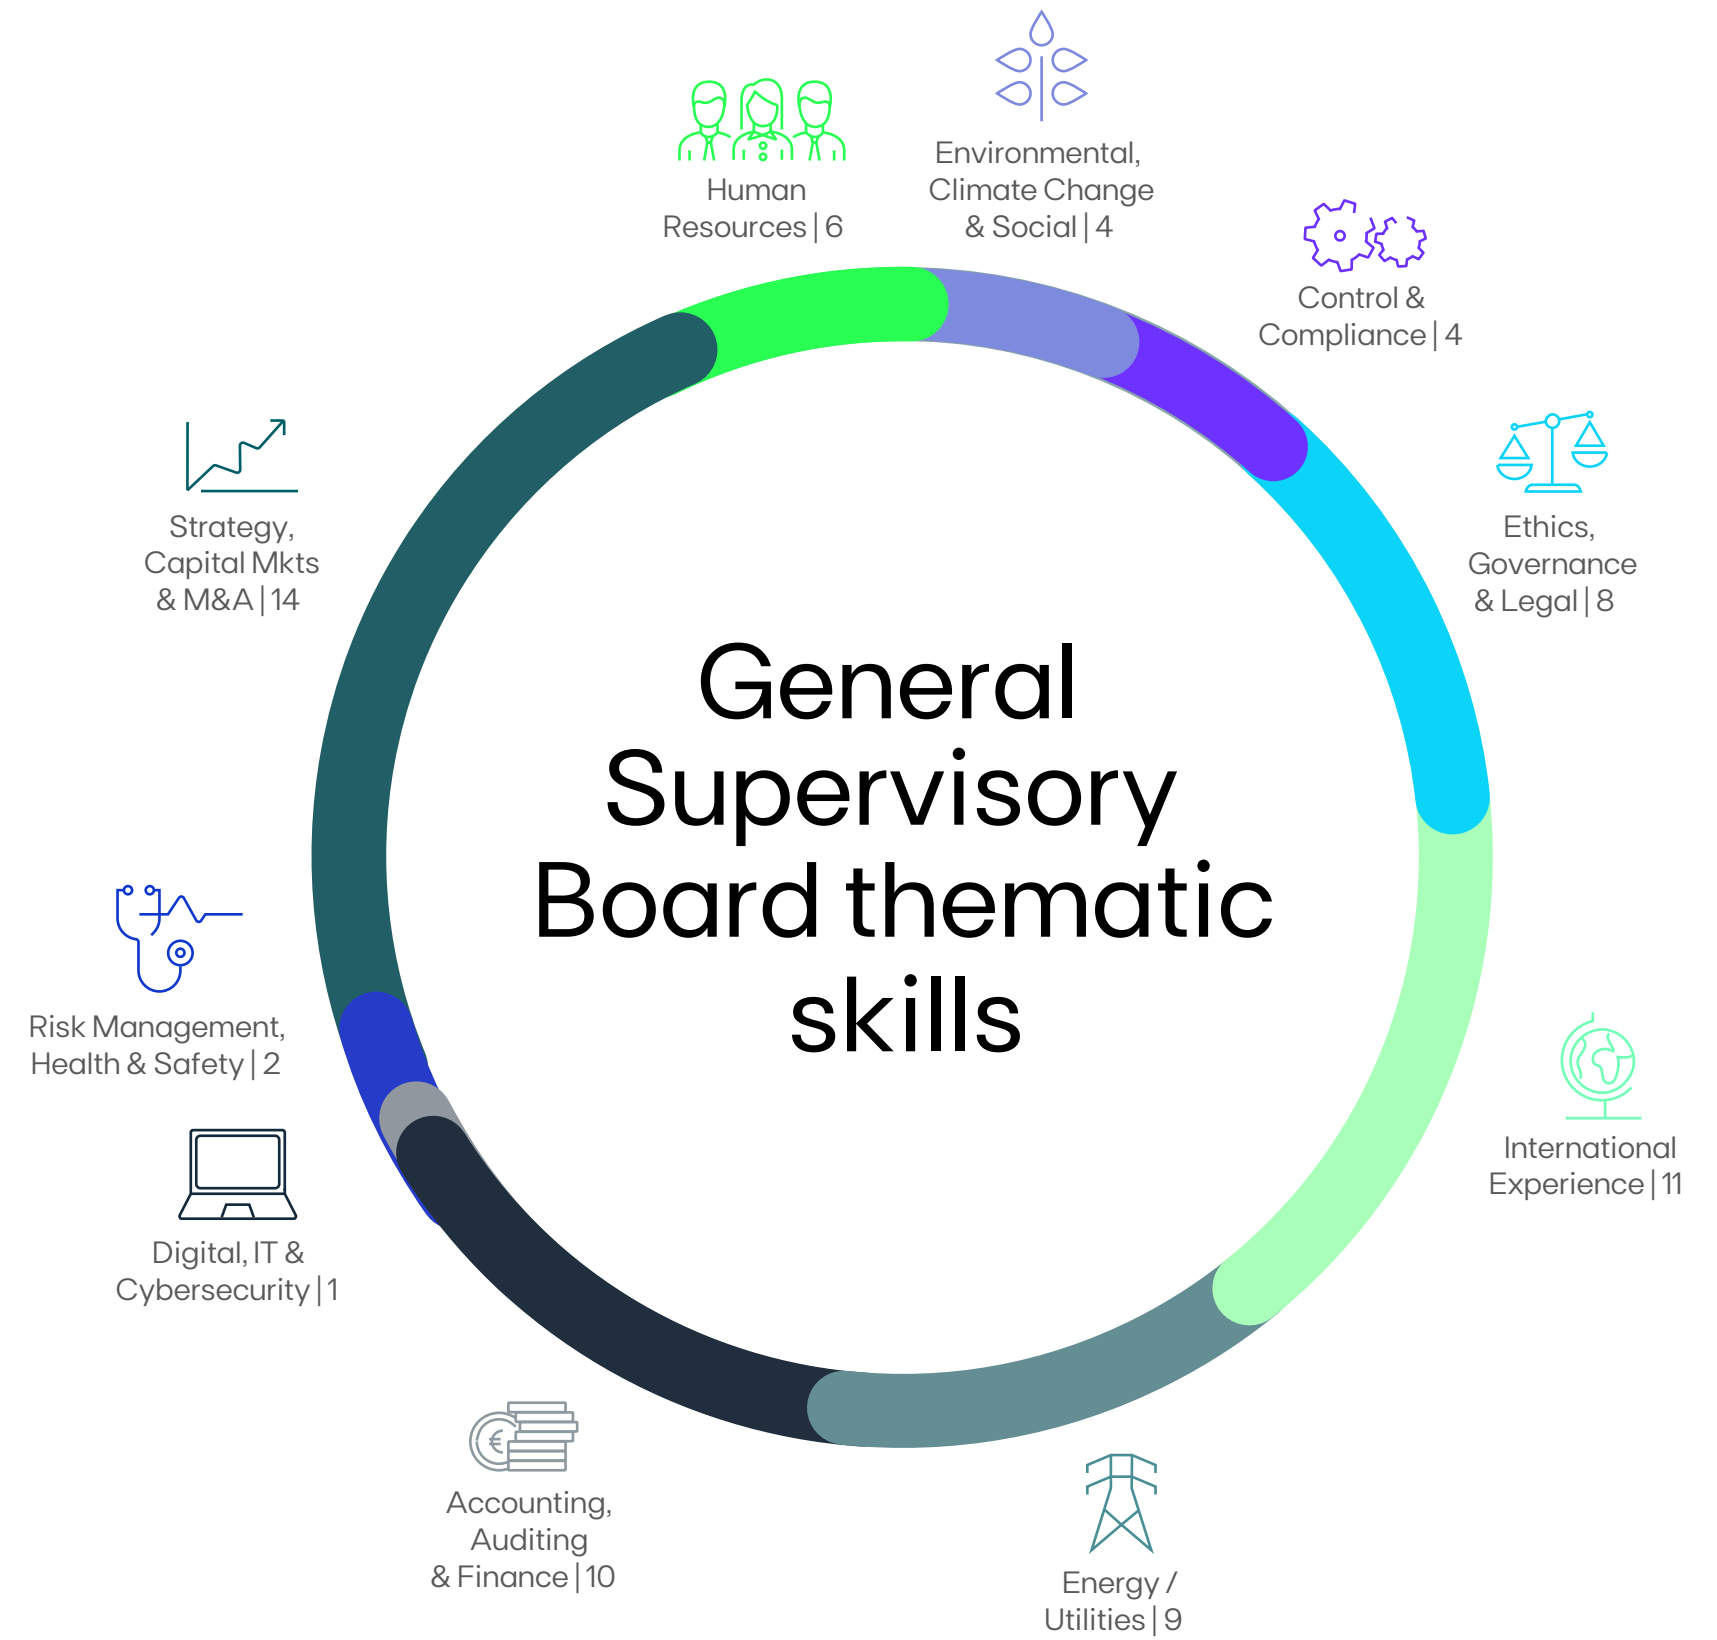 Human
Resources | 6
Environmental,
Climate Change
& Social | 4
Control &
Compliance | 4
Ethics,
Governance
& Legal | 8
International
Experience | 11
Energy /
Utilities | 9
Accounting,
Auditing
& Finance | 10
Digital, IT &
Cybersecurity | 1
Risk Management,
Health & Safety | 2
Strategy,
Capital Mkts
& M&A | 14
General
Supervisory
Board thematic
skills
€